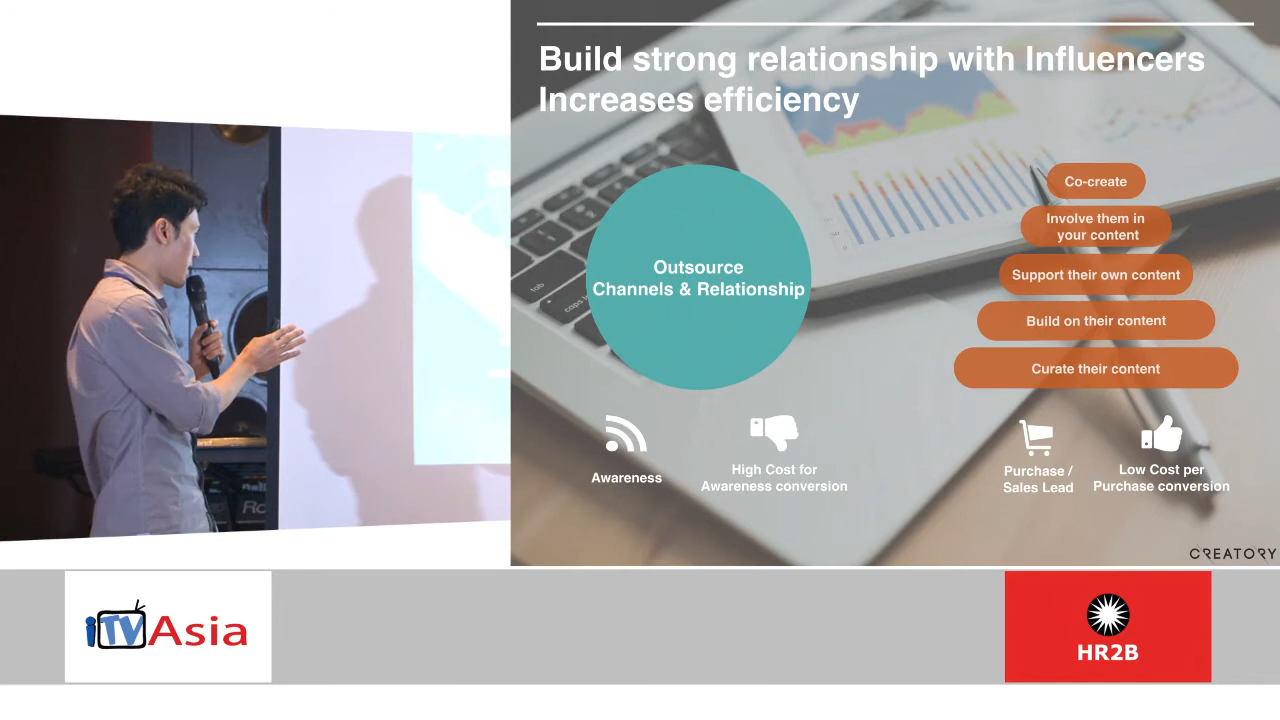 Build strong relationship with Influencers
Increases efficiency
Outsource
Channels & Relationship
Co-create
Involve them in
your content
Support their own content
Build on their content
Curate their content
Awareness
High Cost for
Awareness conversion
Purchase /
Sales Lead
Low Cost per
Purchase conversion
CREATORY
iTVAsia
HR2B